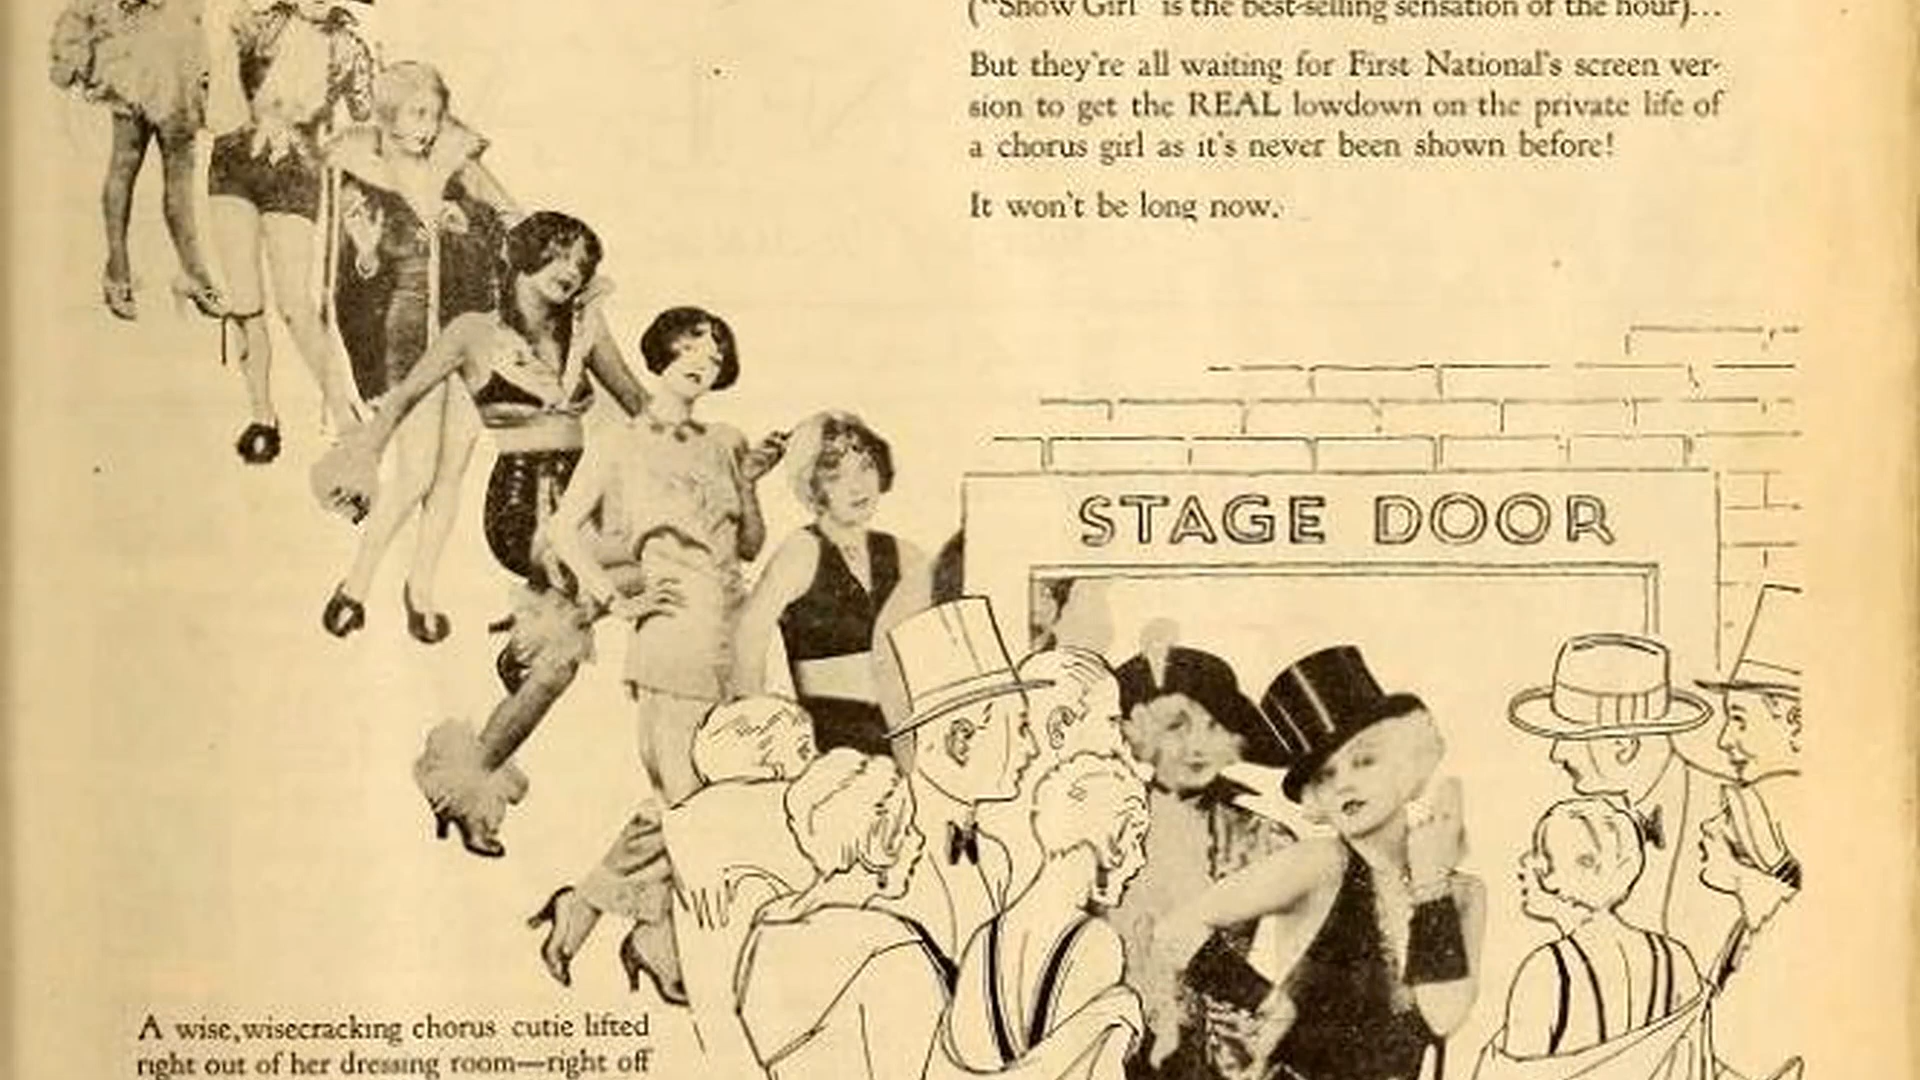 ("Show Girl" is the best-selling sensation of the hour)...
But they're all waiting for First National's screen ver-
sion to get the REAL lowdown on the private life of
a chorus girl as it's never been shown before!
It won't be long now.
STAGE DOOR
A wise, wisecracking chorus cutie lifted
right out of her dressing room—right off